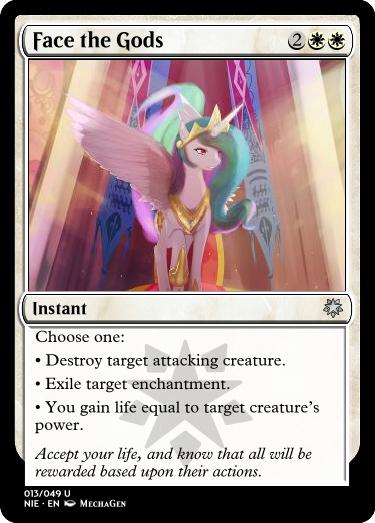 Face the Gods 2
Instant
Choose one:
• Destroy target attacking creature.
• Exile target enchantment.
• You gain life equal to target creature's
power.
Accept your life, and know that all will be
rewarded based upon their actions.
013/049 U
NIE • EN MechaGen